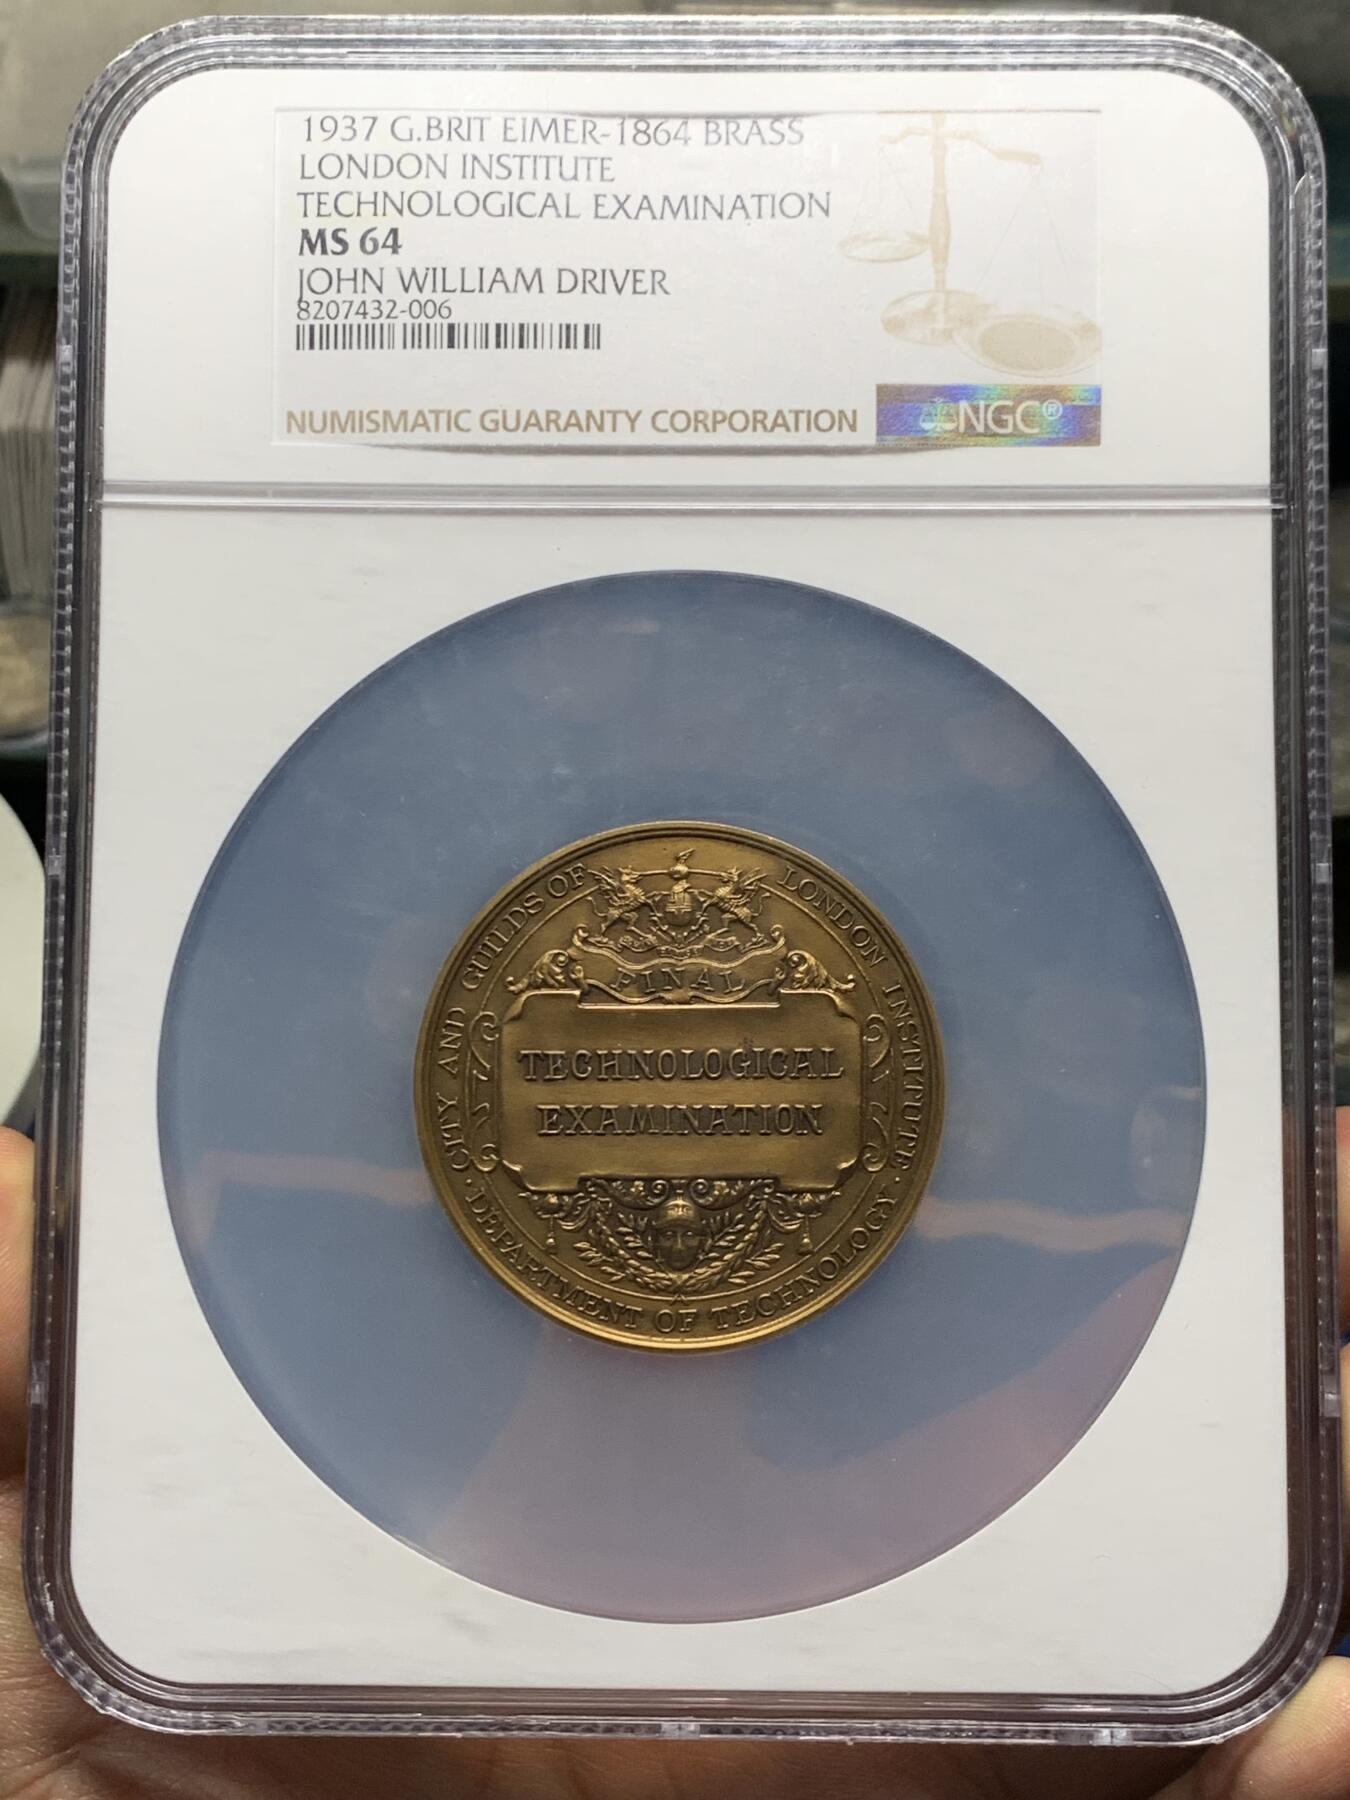 1937 G.BRIT EIMER-1864 BRASS
LONDON INSTITUTE
TECHNOLOGICAL EXAMINATION
MS 64
JOHN WILLIAM DRIVER
8207432-006
NUMISMATIC GUARANTY CORPORATION
NGC®
CITY AND GUILDS OF LONDON INSTITUTE
FINAL
TECHNOLOGICAL
EXAMINATION
· DEPARTMENT OF TECHNOLOGY ·